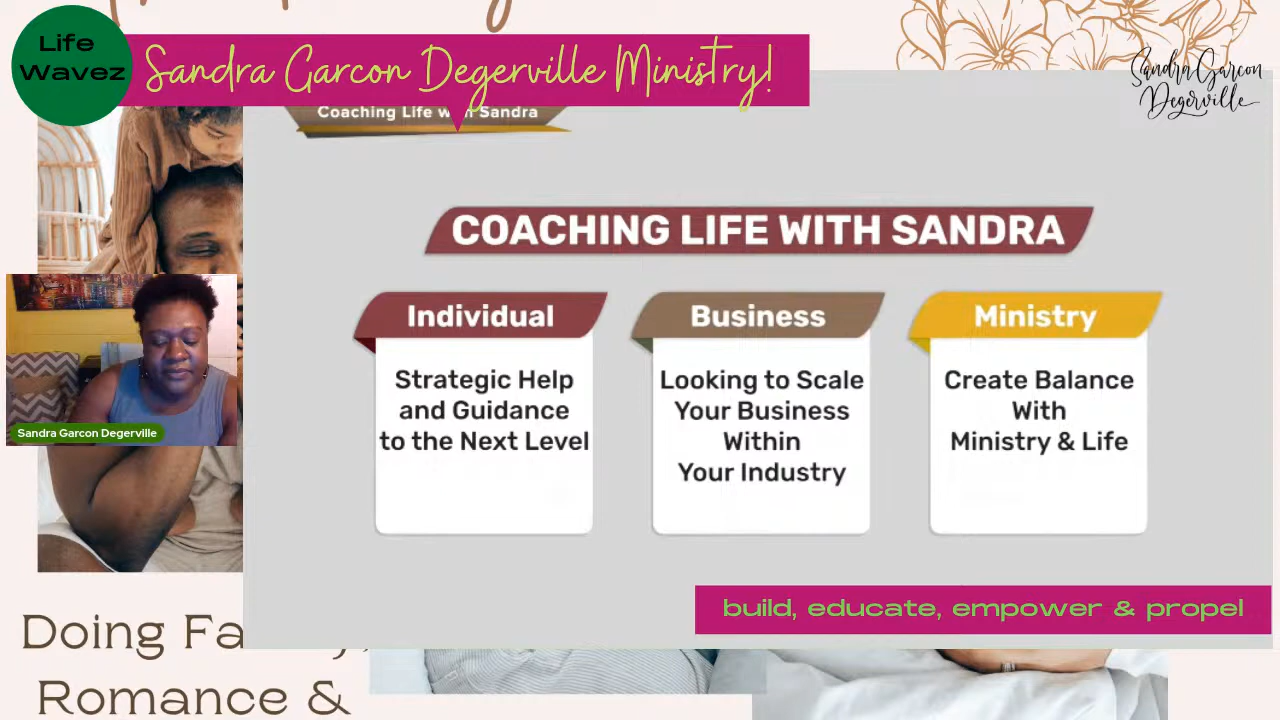 Life
Wavez
Sandra Garcon Degerville Ministry!
Sandra Garcon
Degerville
Coaching Life with Sandra
COACHING LIFE WITH SANDRA
Individual
Strategic Help
and Guidance
to the Next Level
Business
Looking to Scale
Your Business
Within
Your Industry
Ministry
Create Balance
With
Ministry & Life
Sandra Garcon Degerville
build, educate, empower & propel
Doing
Romance &